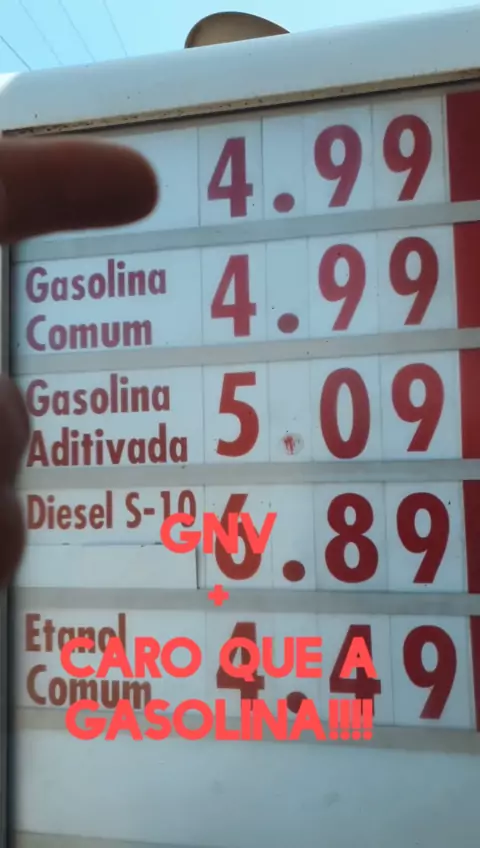 4.99
Gasolina
Comum
4.99
Gasolina
Aditivada
5.09
Diesel S-10
6.89
Etanol
Comum
4.49
GNV
+
CARO QUE A
GASOLINA!!!!